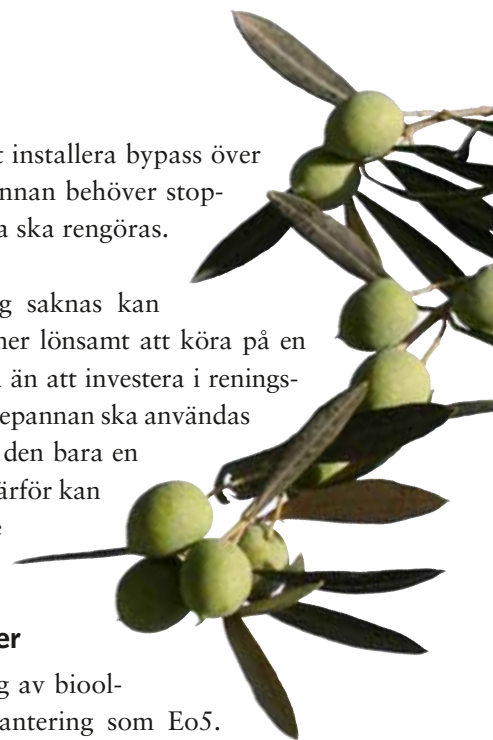 installera bypass över
nnan behöver stop-
a ska rengöras.
g saknas kan
ner lönsamt att köra på en
än att investera i renings-
epannan ska användas
den bara en
ärför kan
er
g av biool-
antering som Eo5.